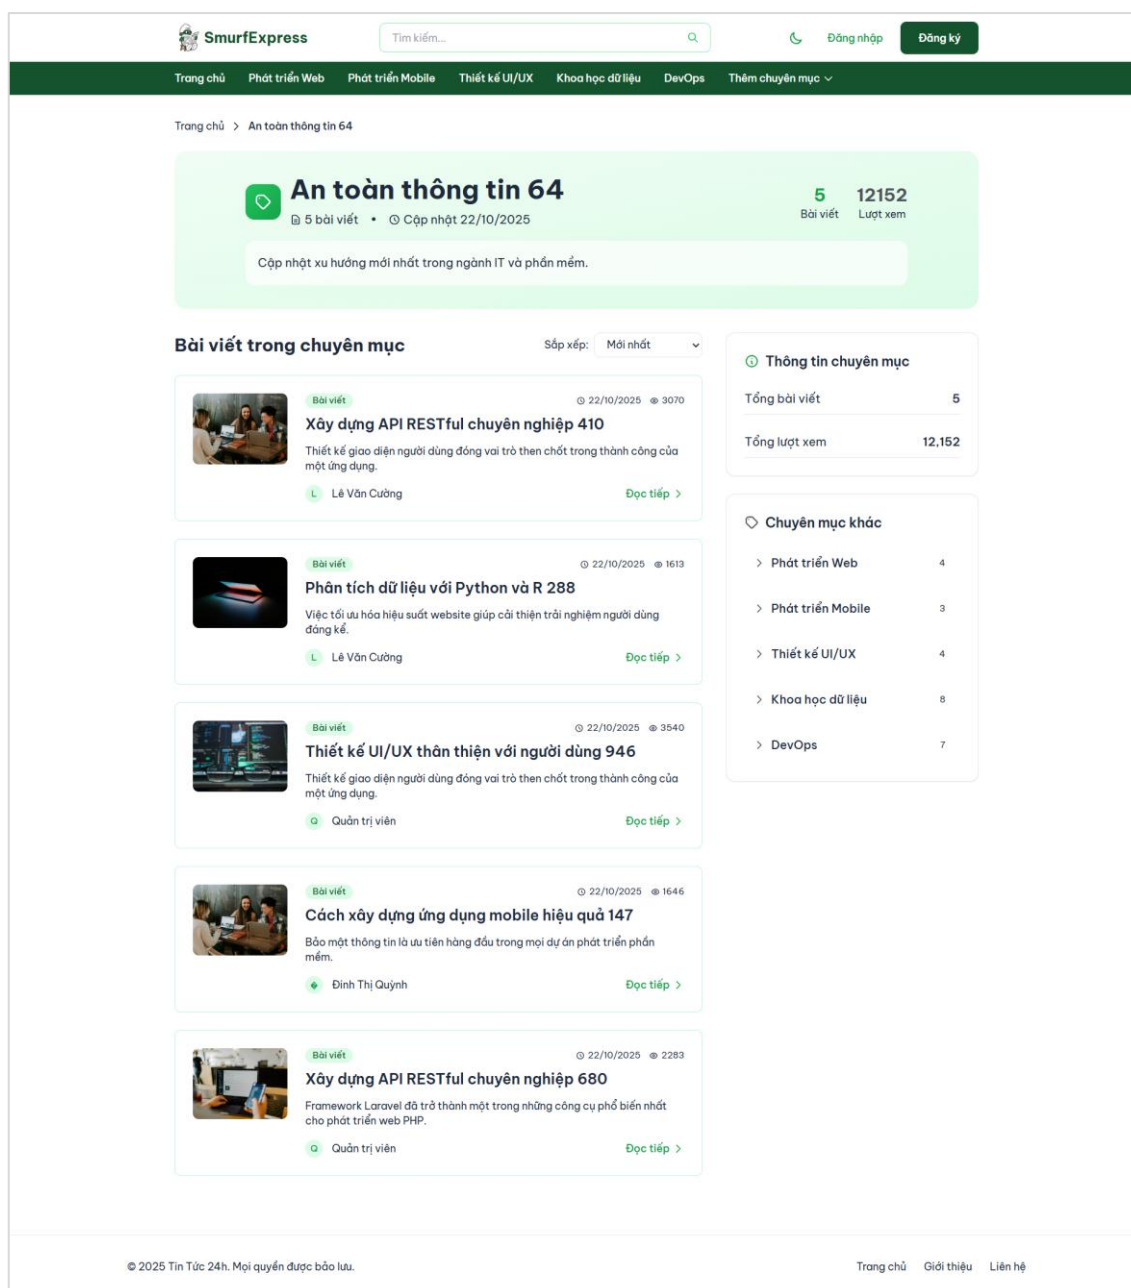 SmurfExpress
Tìm kiếm...
Đăng nhập
Đăng ký
Trang chủ Phát triển Web Phát triển Mobile Thiết kế UI/UX Khoa học dữ liệu DevOps Thêm chuyên mục
Trang chủ > An toàn thông tin 64
An toàn thông tin 64
5 bài viết • Cập nhật 22/10/2025
5
Bài viết
12152
Lượt xem
Cập nhật xu hướng mới nhất trong ngành IT và phần mềm.
Bài viết trong chuyên mục
Sắp xếp: Mới nhất
Bài viết
22/10/2025 3070
Xây dựng API RESTful chuyên nghiệp 410
Thiết kế giao diện người dùng đóng vai trò then chốt trong thành công của
một ứng dụng.
L Lê Văn Cường
Đọc tiếp >
Bài viết
22/10/2025 1613
Phân tích dữ liệu với Python và R 288
Việc tối ưu hóa hiệu suất website giúp cải thiện trải nghiệm người dùng
đáng kể.
L Lê Văn Cường
Đọc tiếp >
Bài viết
22/10/2025 3540
Thiết kế UI/UX thân thiện với người dùng 946
Thiết kế giao diện người dùng đóng vai trò then chốt trong thành công của
một ứng dụng.
Q Quản trị viên
Đọc tiếp >
Bài viết
22/10/2025 1646
Cách xây dựng ứng dụng mobile hiệu quả 147
Bảo mật thông tin là ưu tiên hàng đầu trong mọi dự án phát triển phần
mềm.
� Đinh Thị Quỳnh
Đọc tiếp >
Bài viết
22/10/2025 2283
Xây dựng API RESTful chuyên nghiệp 680
Framework Laravel đã trở thành một trong những công cụ phổ biến nhất
cho phát triển web PHP.
Q Quản trị viên
Đọc tiếp >
Thông tin chuyên mục
Tổng bài viết 5
Tổng lượt xem 12,152
Chuyên mục khác
> Phát triển Web 4
> Phát triển Mobile 3
> Thiết kế UI/UX 4
> Khoa học dữ liệu 8
> DevOps 7
© 2025 Tin Tức 24h. Mọi quyền được bảo lưu.
Trang chủ Giới thiệu Liên hệ